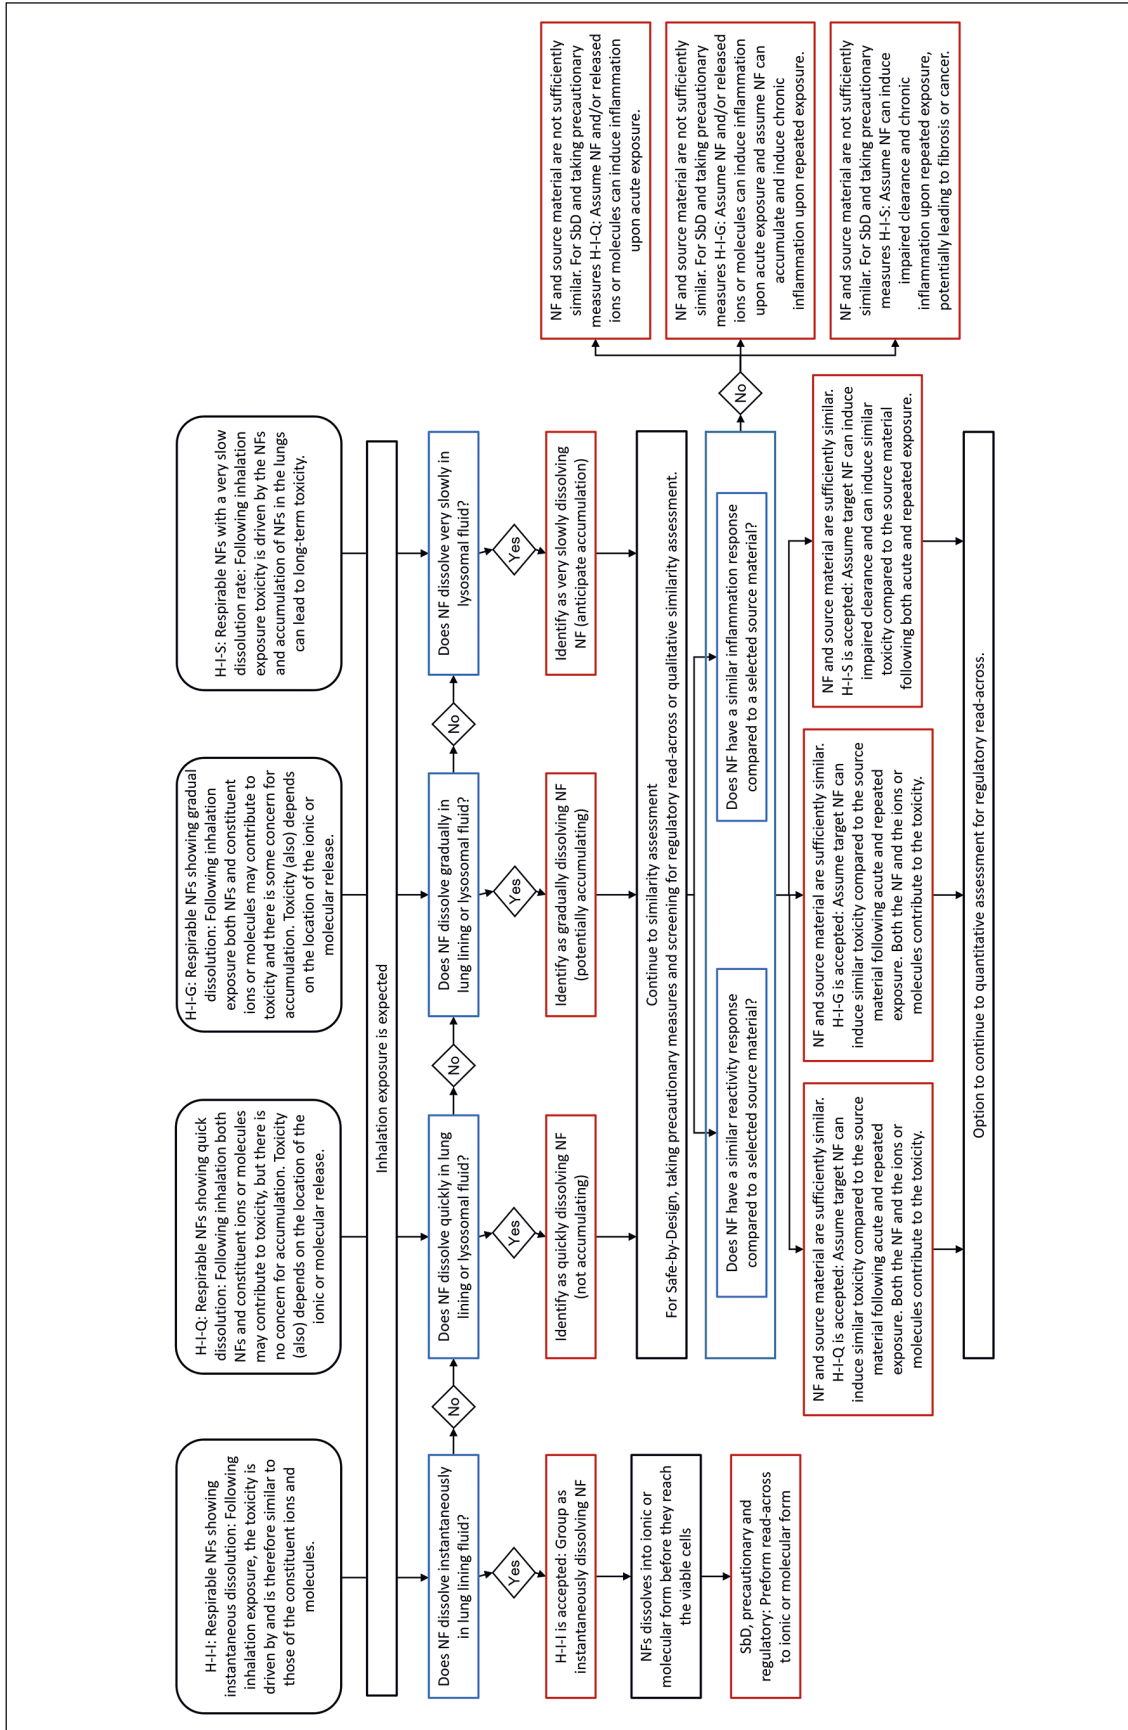 H-I-I: Respirable NFs showing
instantaneous dissolution: Following
inhalation exposure, the toxicity is
driven by and is therefore similar to
those of the constituent ions and
molecules.
H-I-Q: Respirable NFs showing quick
dissolution: Following inhalation both
NFs and constituent ions or molecules
may contribute to toxicity, but there is
no concern for accumulation. Toxicity
(also) depends on the location of the
ionic or molecular release.
H-I-G: Respirable NFs showing gradual
dissolution: Following inhalation
exposure both NFs and constituent
ions or molecules may contribute to
toxicity and there is some concern for
accumulation. Toxicity (also) depends
on the location of the ionic or
molecular release.
H-I-S: Respirable NFs with a very slow
dissolution rate: Following inhalation
exposure toxicity is driven by the NFs
and accumulation of NFs in the lungs
can lead to long-term toxicity.
Inhalation exposure is expected
Does NF dissolve instantaneously
in lung lining fluid?
No
Does NF dissolve quickly in lung
lining or lysosomal fluid?
No
Does NF dissolve gradually in
lung lining or lysosomal fluid?
No
Does NF dissolve very slowly in
lysosomal fluid?
Yes
Yes
Yes
Yes
H-I-I is accepted: Group as
instantaneously dissolving NF
Identify as quickly dissolving NF
(not accumulating)
Identify as gradually dissolving NF
(potentially accumulating)
Identify as very slowly dissolving
NF (anticipate accumulation)
NFs dissolves into ionic or
molecular form before they reach
the viable cells
SbD, precautionary and
regulatory: Preform read-across
to ionic or molecular form
Continue to similarity assessment
For Safe-by-Design, taking precautionary measures and screening for regulatory read-across or qualitative similarity assessment.
Does NF have a similar reactivity response
compared to a selected source material?
Does NF have a similar inflammation response
compared to a selected source material?
No
NF and source material are not sufficiently
similar. For SbD and taking precautionary
measures H-I-Q: Assume NF and/or released
ions or molecules can induce inflammation
upon acute exposure.
NF and source material are not sufficiently
similar. For SbD and taking precautionary
measures H-I-G: Assume NF and/or released
ions or molecules can induce inflammation
upon acute exposure and assume NF can
accumulate and induce chronic
inflammation upon repeated exposure.
NF and source material are not sufficiently
similar. For SbD and taking precautionary
measures H-I-S: Assume NF can induce
impaired clearance and chronic
inflammation upon repeated exposure,
potentially leading to fibrosis or cancer.
NF and source material are sufficiently similar.
H-I-Q is accepted: Assume target NF can
induce similar toxicity compared to the source
material following acute and repeated
exposure. Both the NF and the ions or
molecules contribute to the toxicity.
NF and source material are sufficiently similar.
H-I-G is accepted: Assume target NF can
induce similar toxicity compared to the source
material following acute and repeated
exposure. Both the NF and the ions or
molecules contribute to the toxicity.
NF and source material are sufficiently similar.
H-I-S is accepted: Assume target NF can induce
impaired clearance and can induce similar
toxicity compared to the source material
following both acute and repeated exposure.
Option to continue to quantitative assessment for regulatory read-across.